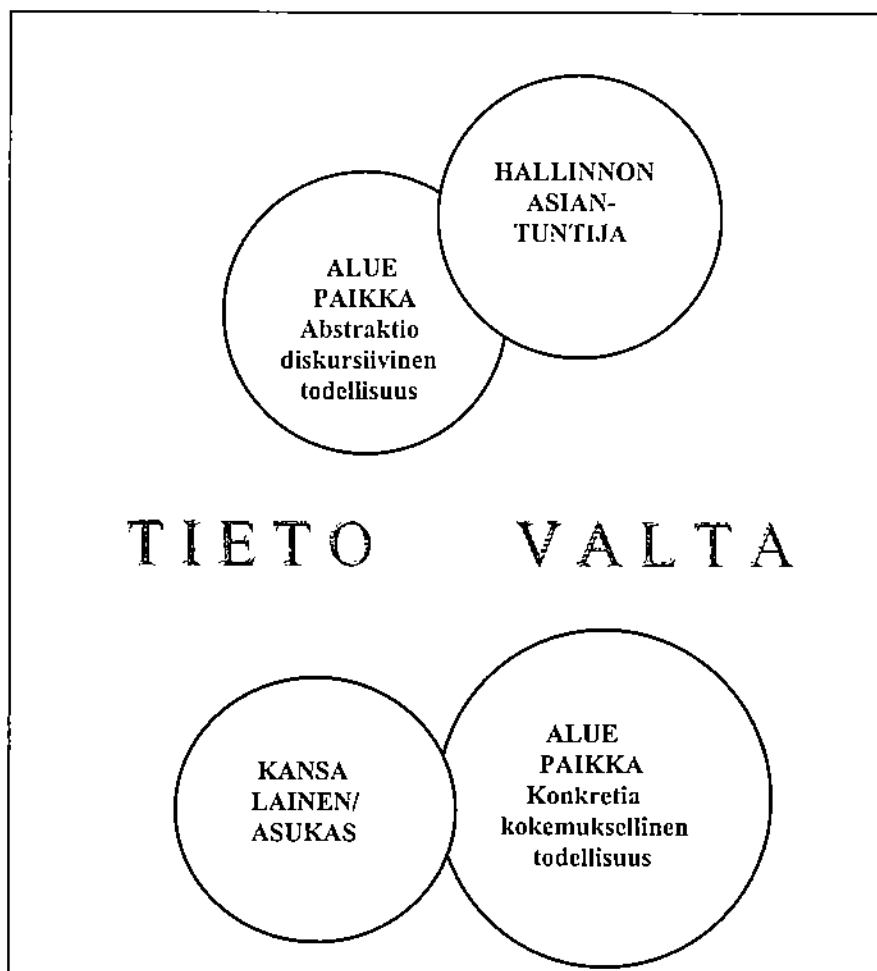 HALLINNON
ASIAN-
TUNTIJA
ALUE
PAIKKA
Abstraktio
diskursiivinen
todellisuus
TIETO VALTA
KANSA
LAINEN/
ASUKAS
ALUE
PAIKKA
Konkretia
kokemuksellinen
todellisuus